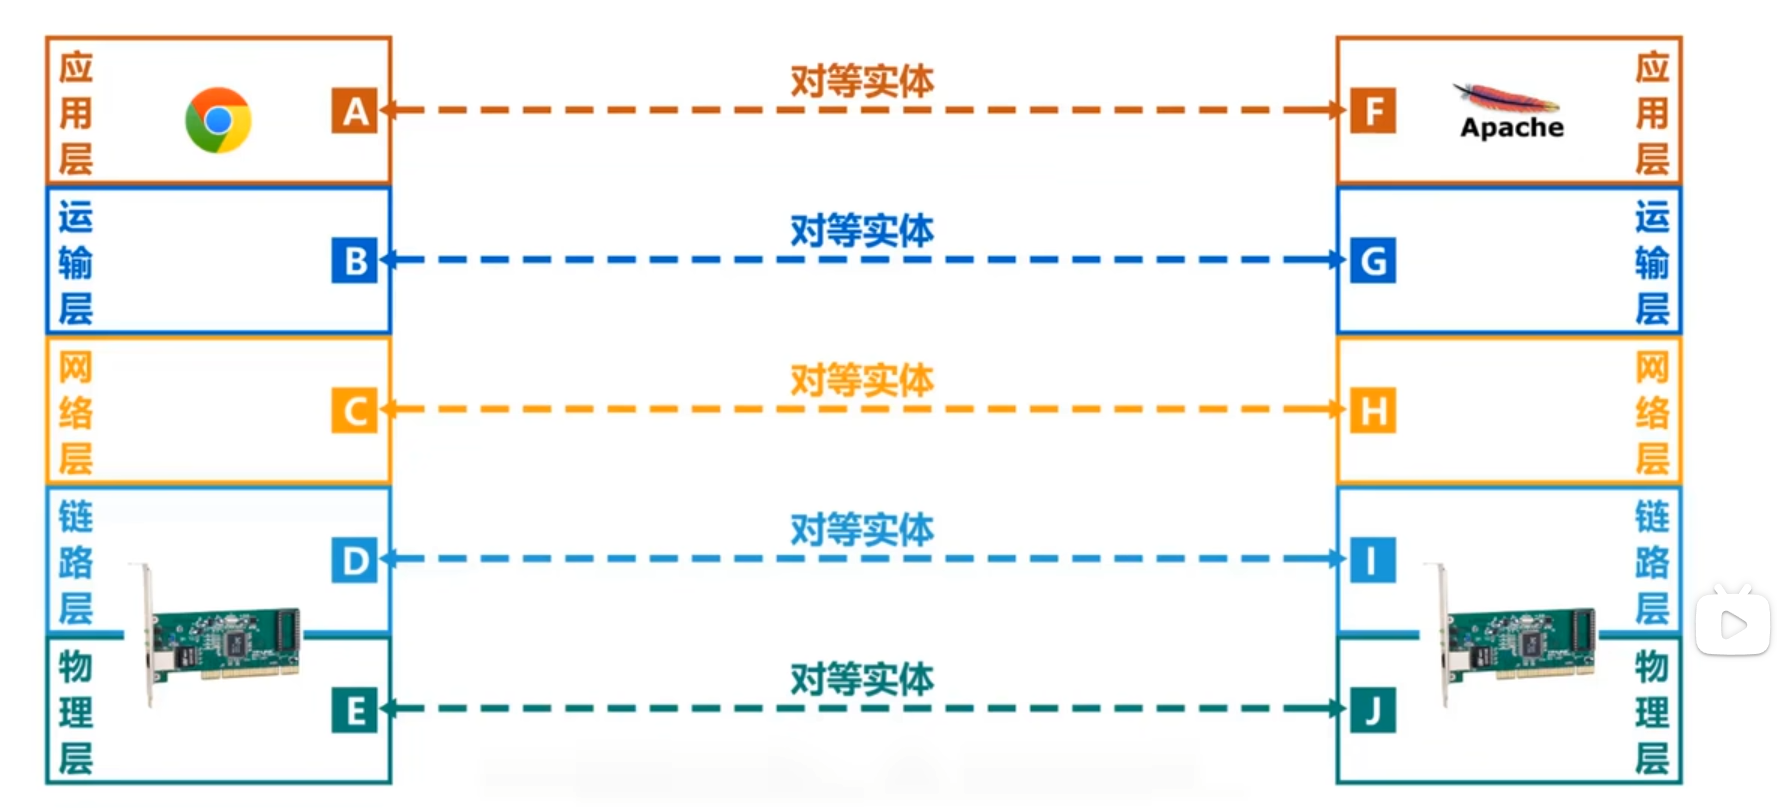 应用层
A
对等实体
F
Apache
应用层
运输层
B
对等实体
G
运输层
网络层
C
对等实体
H
网络层
链路层
D
对等实体
I
链路层
物理层
E
对等实体
J
物理层